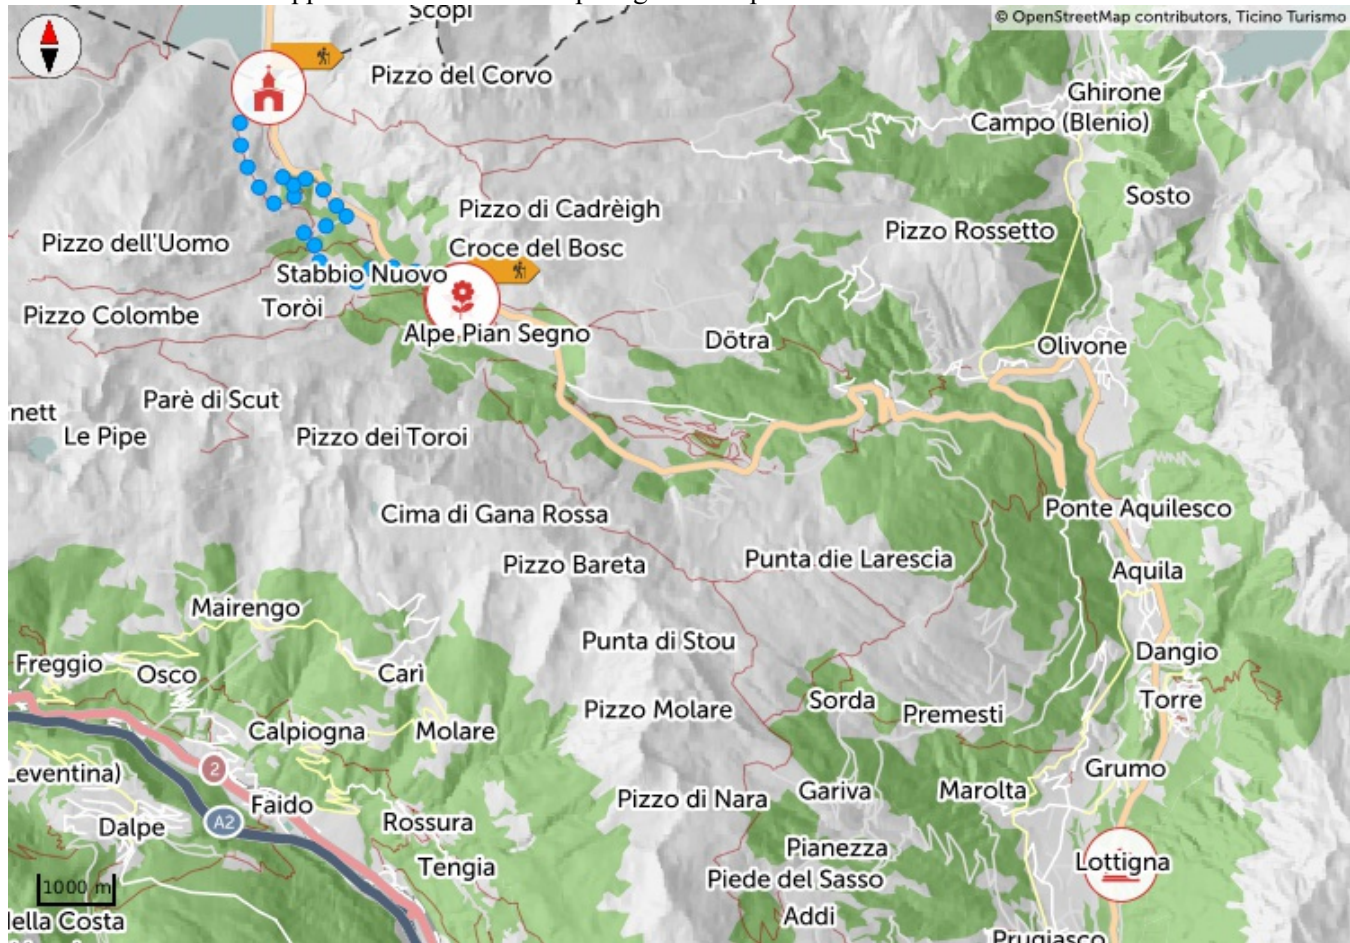 Scopi
© OpenStreetMap contributors, Ticino Turismo
Pizzo del Corvo
Ghirone
Campo (Blenio)
Sosto
Pizzo di Cadrèigh
Pizzo Rossetto
Pizzo dell'Uomo
Croce del Bosc
Stabbio Nuovo
Toròi
Pizzo Colombe
Alpe Pian Segno
Dötra
Olivone
Parè di Scut
nett
Le Pipe
Pizzo dei Toroi
Cima di Gana Rossa
Ponte Aquilesco
Pizzo Bareta
Punta die Larescia
Aquila
Mairengo
Punta di Stou
Dangio
Freggio
Osco
Carì
Sorda
Torre
Pizzo Molare
Premesti
Calpiogna
Molare
2
Leventina)
Grumo
Pizzo di Nara
Gariva
Marolta
Faido
A2
Dalpe
Rossura
Pianezza
Lottigna
Tengia
Piede del Sasso
1000 m
della Costa
Addi
Prugiasco